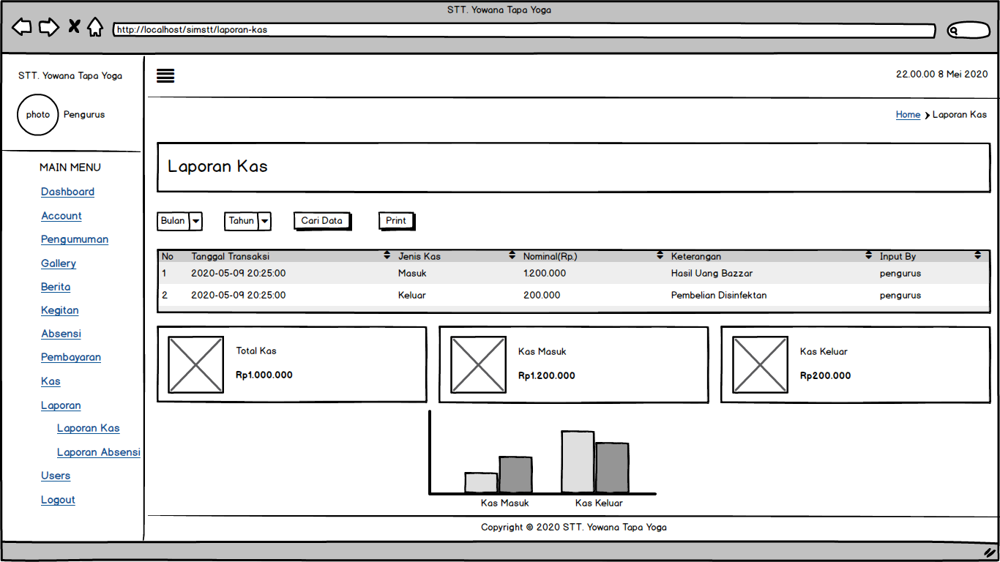 STT. Yowana Tapa Yoga
http://localhost/simstt/laporan-kas
STT. Yowana Tapa Yoga
photo Pengurus
MAIN MENU
Dashboard
Account
Pengumuman
Gallery
Berita
Kegitan
Absensi
Pembayaran
Kas
Laporan
Laporan Kas
Laporan Absensi
Users
Logout
22.00.00 8 Mei 2020
Home Laporan Kas
Laporan Kas
Bulan Tahun Cari Data Print
No Tanggal Transaksi Jenis Kas Nominal(Rp.) Keterangan Input By
1 2020-05-09 20:25:00 Masuk 1.200.000 Hasil Uang Bazzar pengurus
2 2020-05-09 20:25:00 Keluar 200.000 Pembelian Disinfektan pengurus
Total Kas
Rp1.000.000
Kas Masuk
Rp1.200.000
Kas Keluar
Rp200.000
Kas Masuk Kas Keluar
Copyright © 2020 STT. Yowana Tapa Yoga